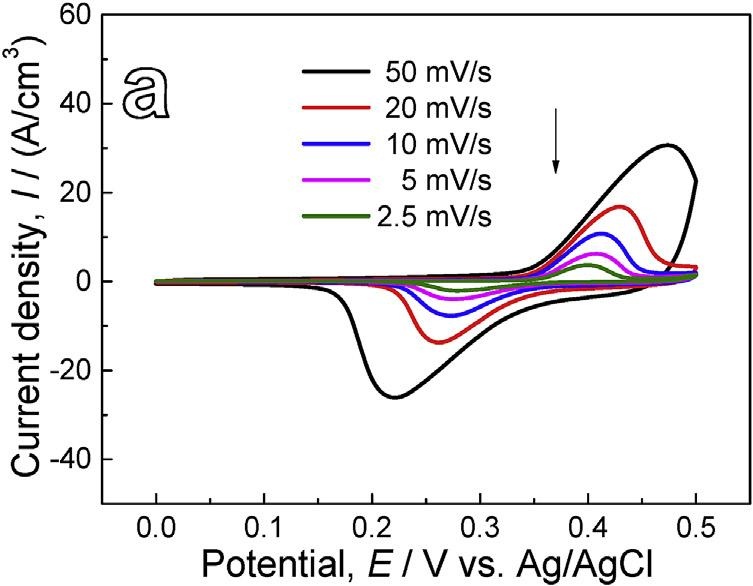 a
50 mV/s
20 mV/s
10 mV/s
5 mV/s
2.5 mV/s
60
40
20
0
-20
-40
Current density, I / (A/cm³)
0.0 0.1 0.2 0.3 0.4 0.5
Potential, E / V vs. Ag/AgCl